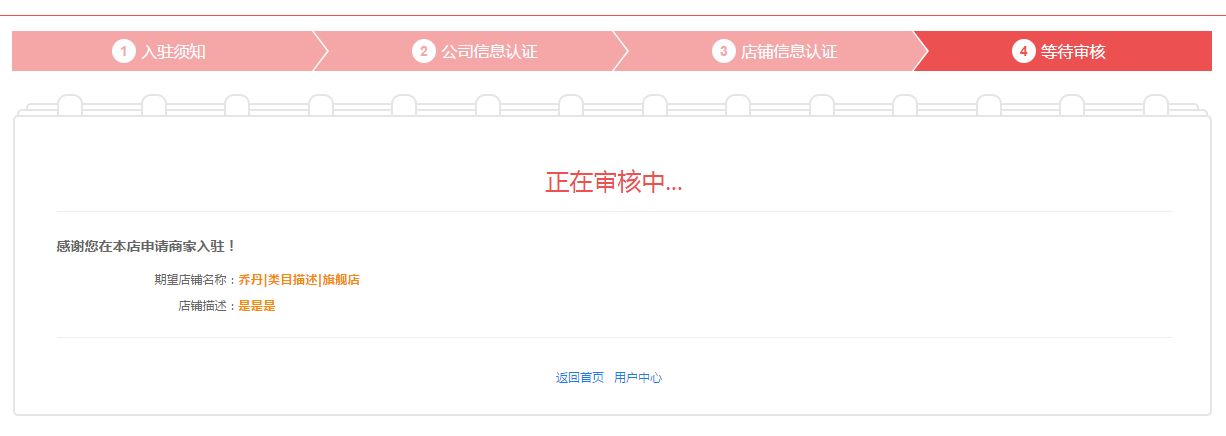 1 入驻须知 2 公司信息认证 3 店铺信息认证 4 等待审核
正在审核中...
感谢您在本店申请商家入驻！
期望店铺名称：乔丹|类目描述|旗舰店
店铺描述：是是是
返回首页 用户中心